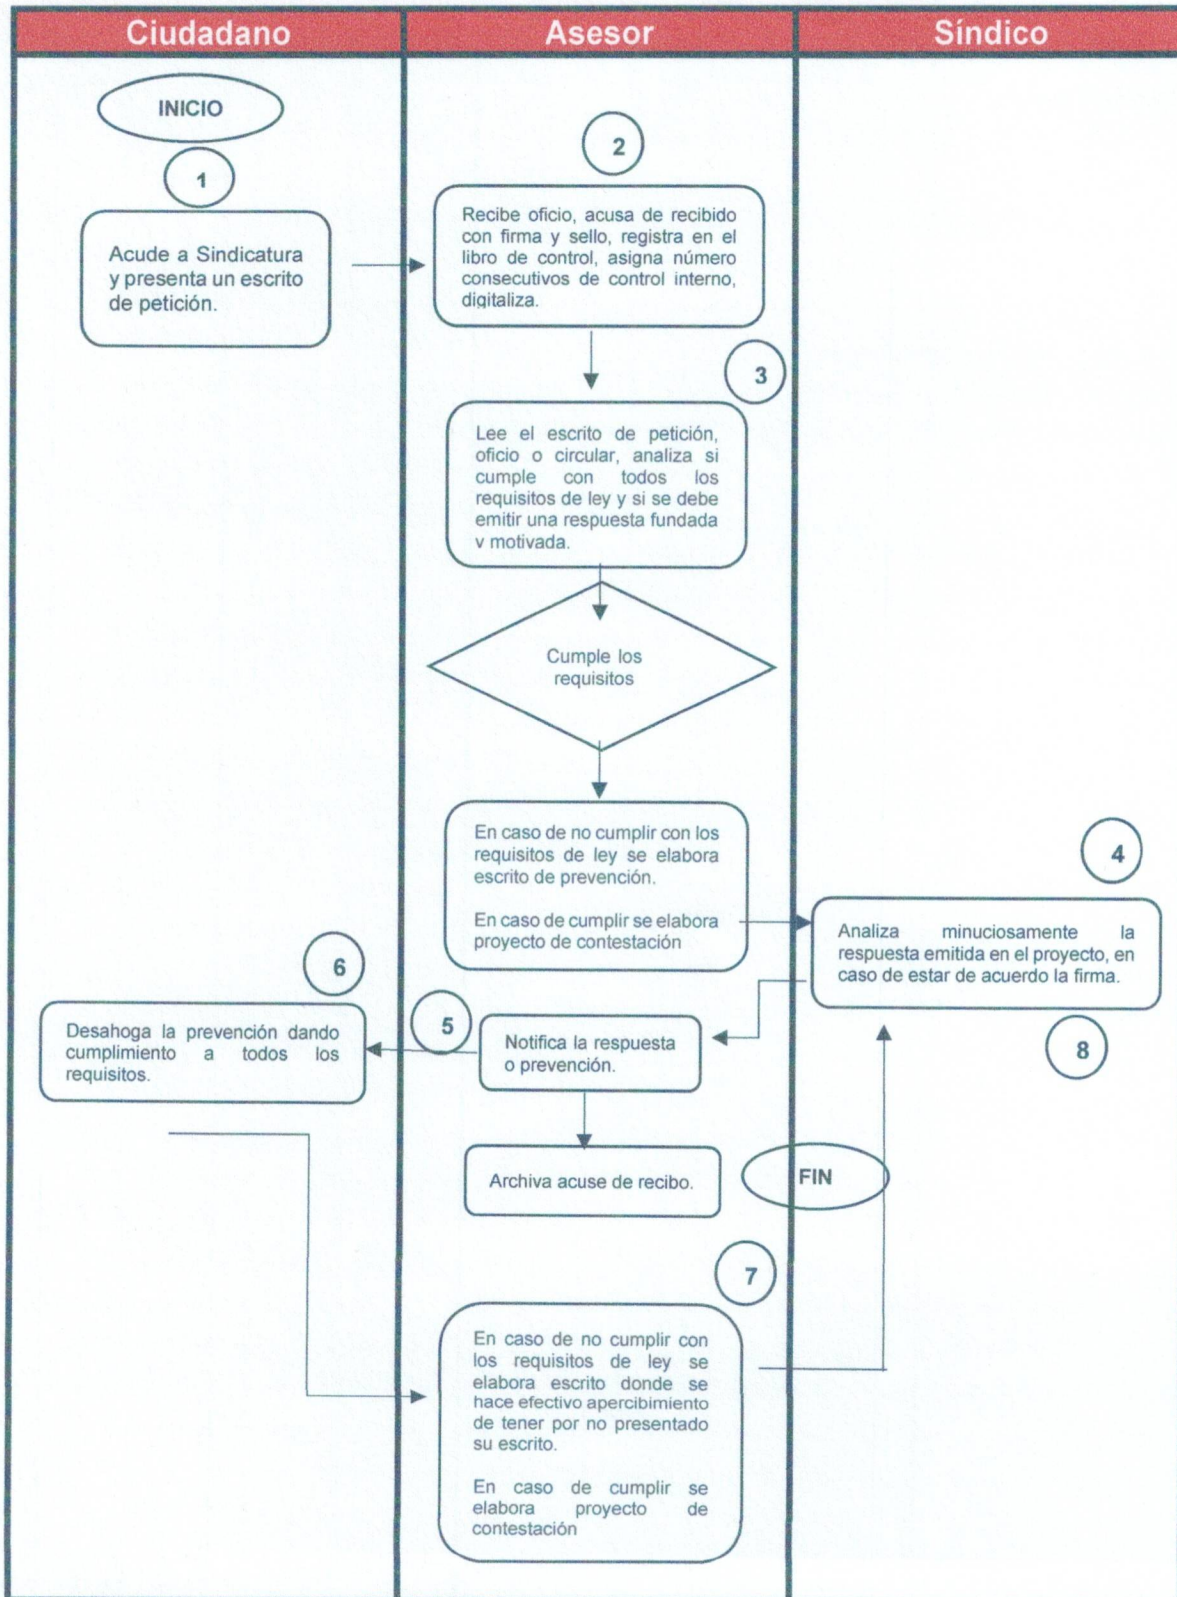 Ciudadano
Asesor
Síndico
INICIO
1
Acude a Sindicatura
y presenta un escrito
de petición.
2
Recibe oficio, acusa de recibido
con firma y sello, registra en el
libro de control, asigna número
consecutivos de control interno,
digitaliza.
3
Lee el escrito de petición,
oficio o circular, analiza si
cumple con todos los
requisitos de ley y si se debe
emitir una respuesta fundada
y motivada.
Cumple los
requisitos
En caso de no cumplir con los
requisitos de ley se elabora
escrito de prevención.
En caso de cumplir se elabora
proyecto de contestación
4
Analiza minuciosamente la
respuesta emitida en el proyecto, en
caso de estar de acuerdo la firma.
8
5
Notifica la respuesta
o prevención.
6
Desahoga la prevención dando
cumplimiento a todos los
requisitos.
Archiva acuse de recibo.
FIN
7
En caso de no cumplir con
los requisitos de ley se
elabora escrito donde se
hace efectivo apercibimiento
de tener por no presentado
su escrito.
En caso de cumplir se
elabora proyecto de
contestación